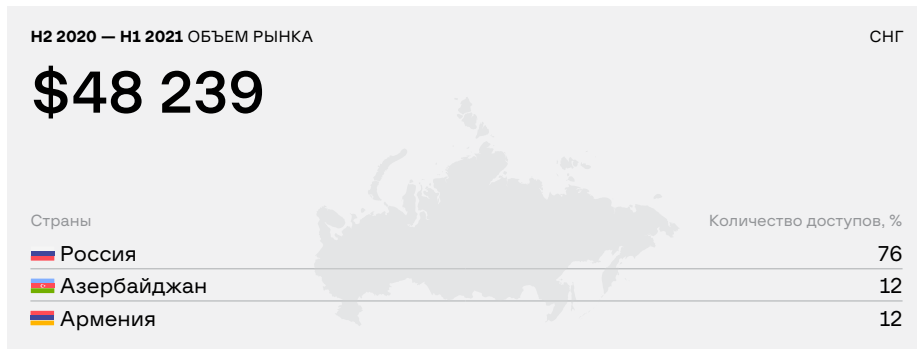 H2 2020 — H1 2021 ОБЪЕМ РЫНКА
СНГ
$48 239
Страны
Количество доступов, %
Россия 76
Азербайджан 12
Армения 12